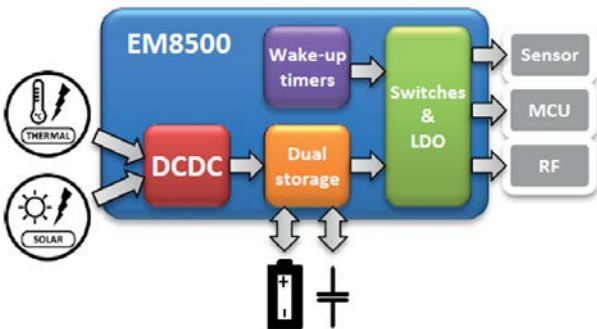 EM8500
Wake-up
timers
Switches
&
LDO
Sensor
MCU
RF
°C
THERMAL
DCDC
Dual
storage
SOLAR
+
-